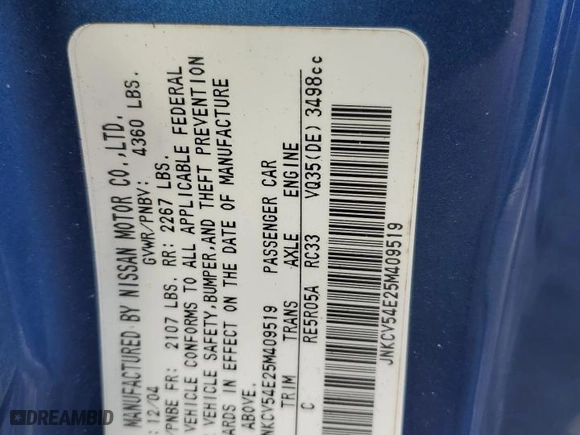 MANUFACTURED BY NISSAN MOTOR CO.,LTD.
: 12/04 GVWR/PNBV: 4360 LBS.
/PNBE FR: 2107 LBS. RR: 2267 LBS.
VEHICLE CONFORMS TO ALL APPLICABLE FEDERAL
VEHICLE SAFETY,BUMPER,AND THEFT PREVENTION
ARDS IN EFFECT ON THE DATE OF MANUFACTURE
ABOVE.
NKCV54E25M409519 PASSENGER CAR
TRIM TRANS AXLE ENGINE
C RE5R05A RC33 VQ35(DE) 3498cc
JNKCV54E25M409519
DREAMBID